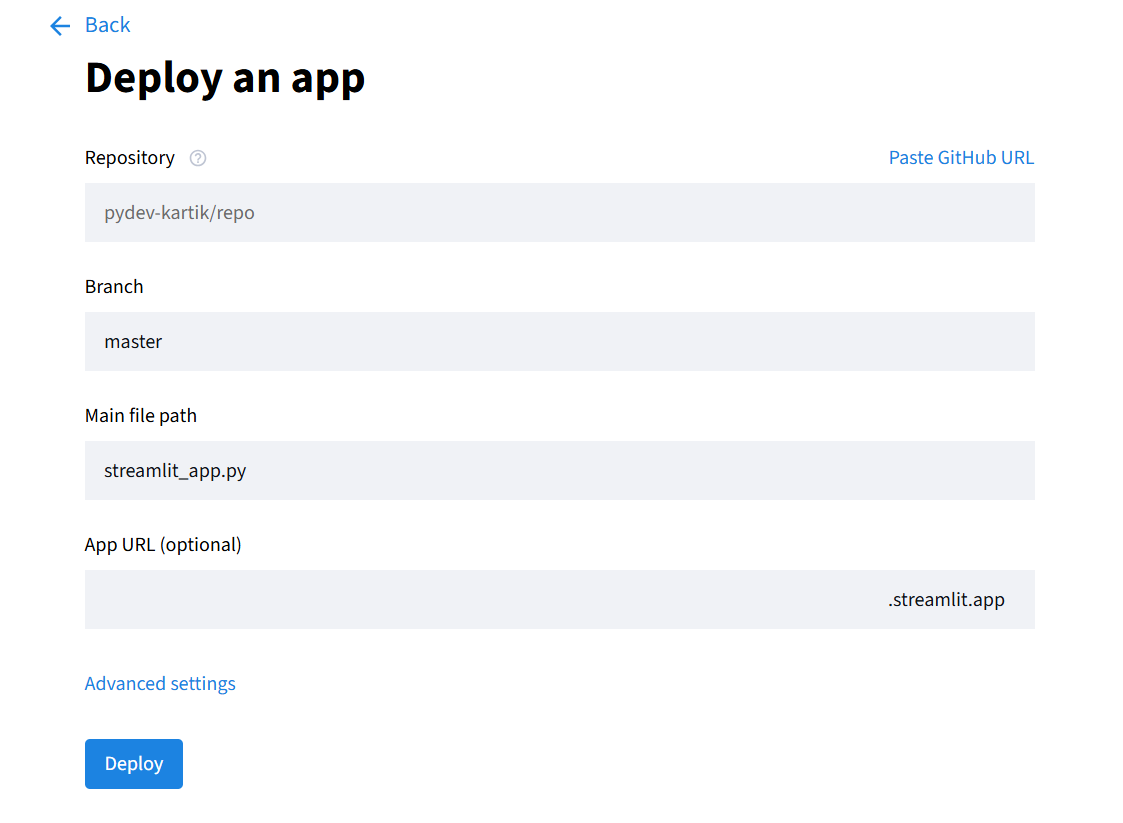 Back
Deploy an app
Repository ? Paste GitHub URL
pydev-kartik/repo
Branch
master
Main file path
streamlit_app.py
App URL (optional)
.streamlit.app
Advanced settings
Deploy